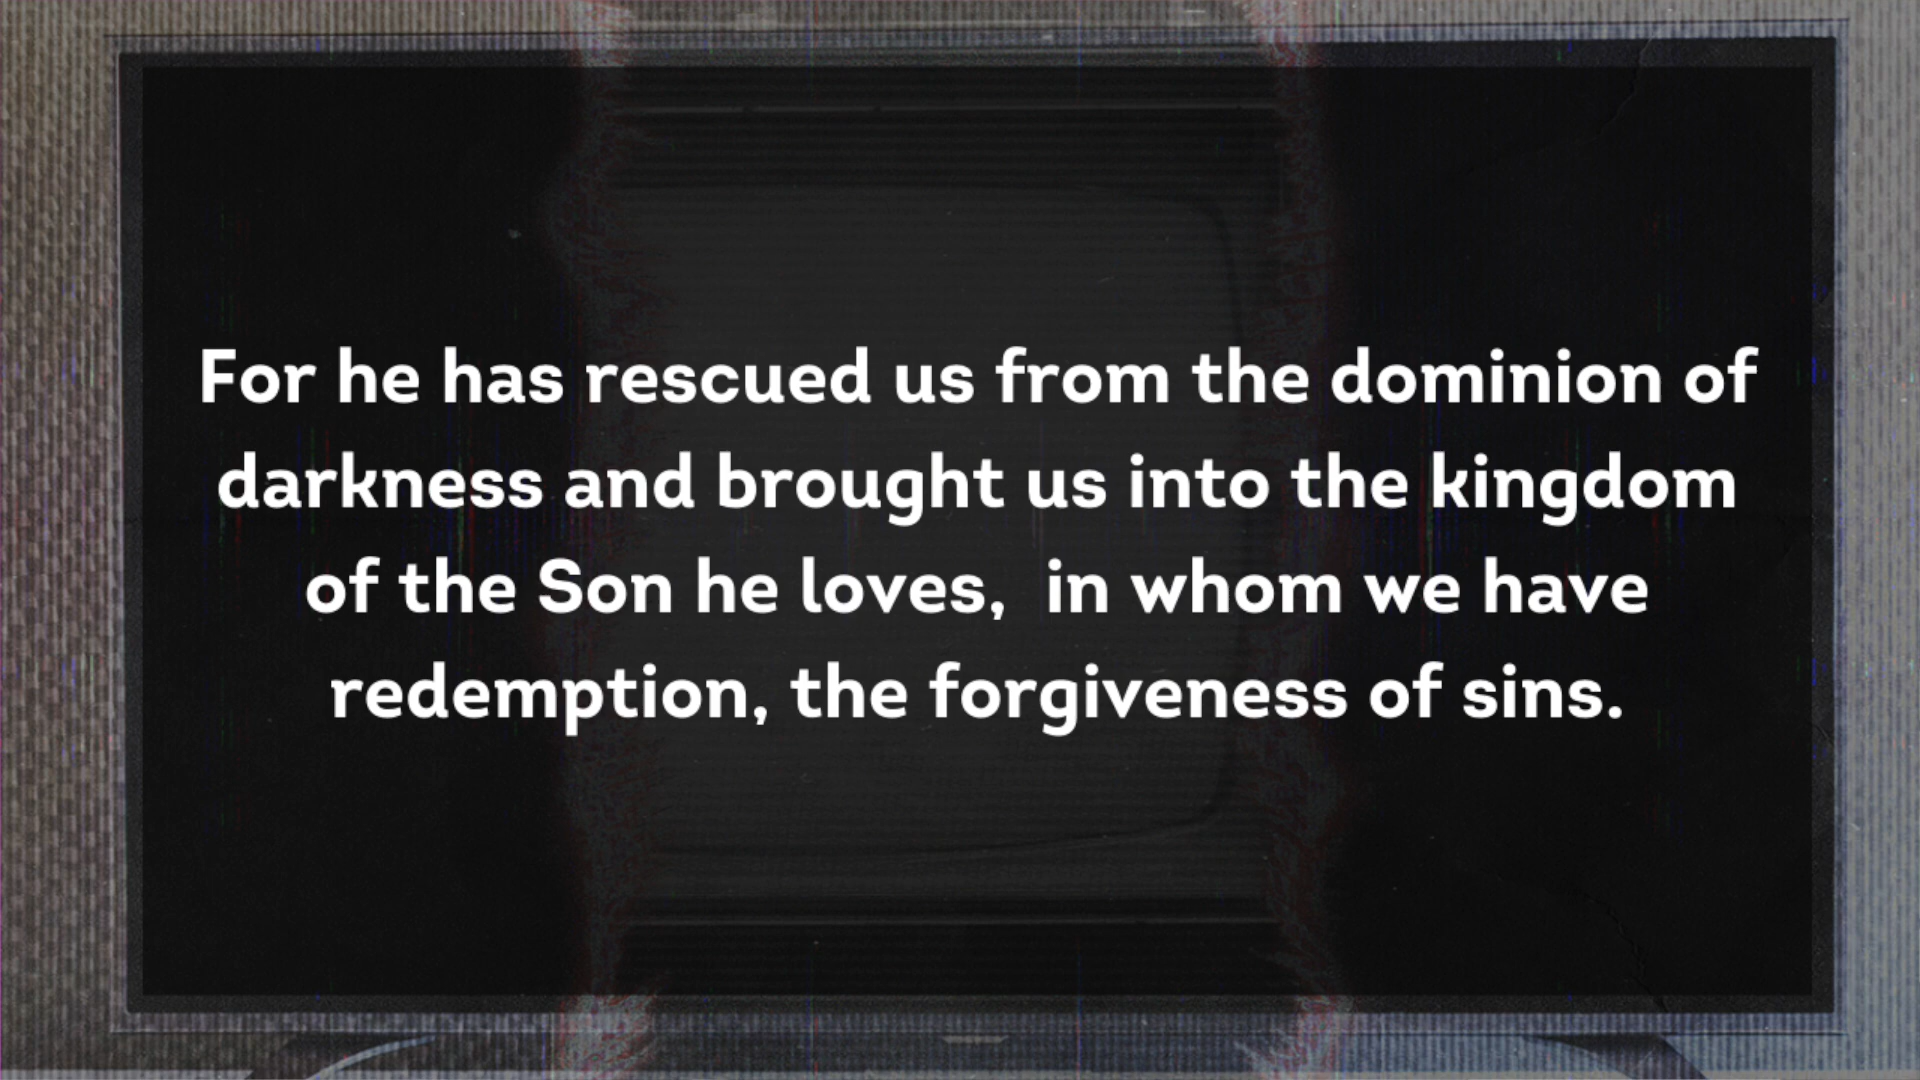 For he has rescued us from the dominion of
darkness and brought us into the kingdom
of the Son he loves,  in whom we have
redemption, the forgiveness of sins.